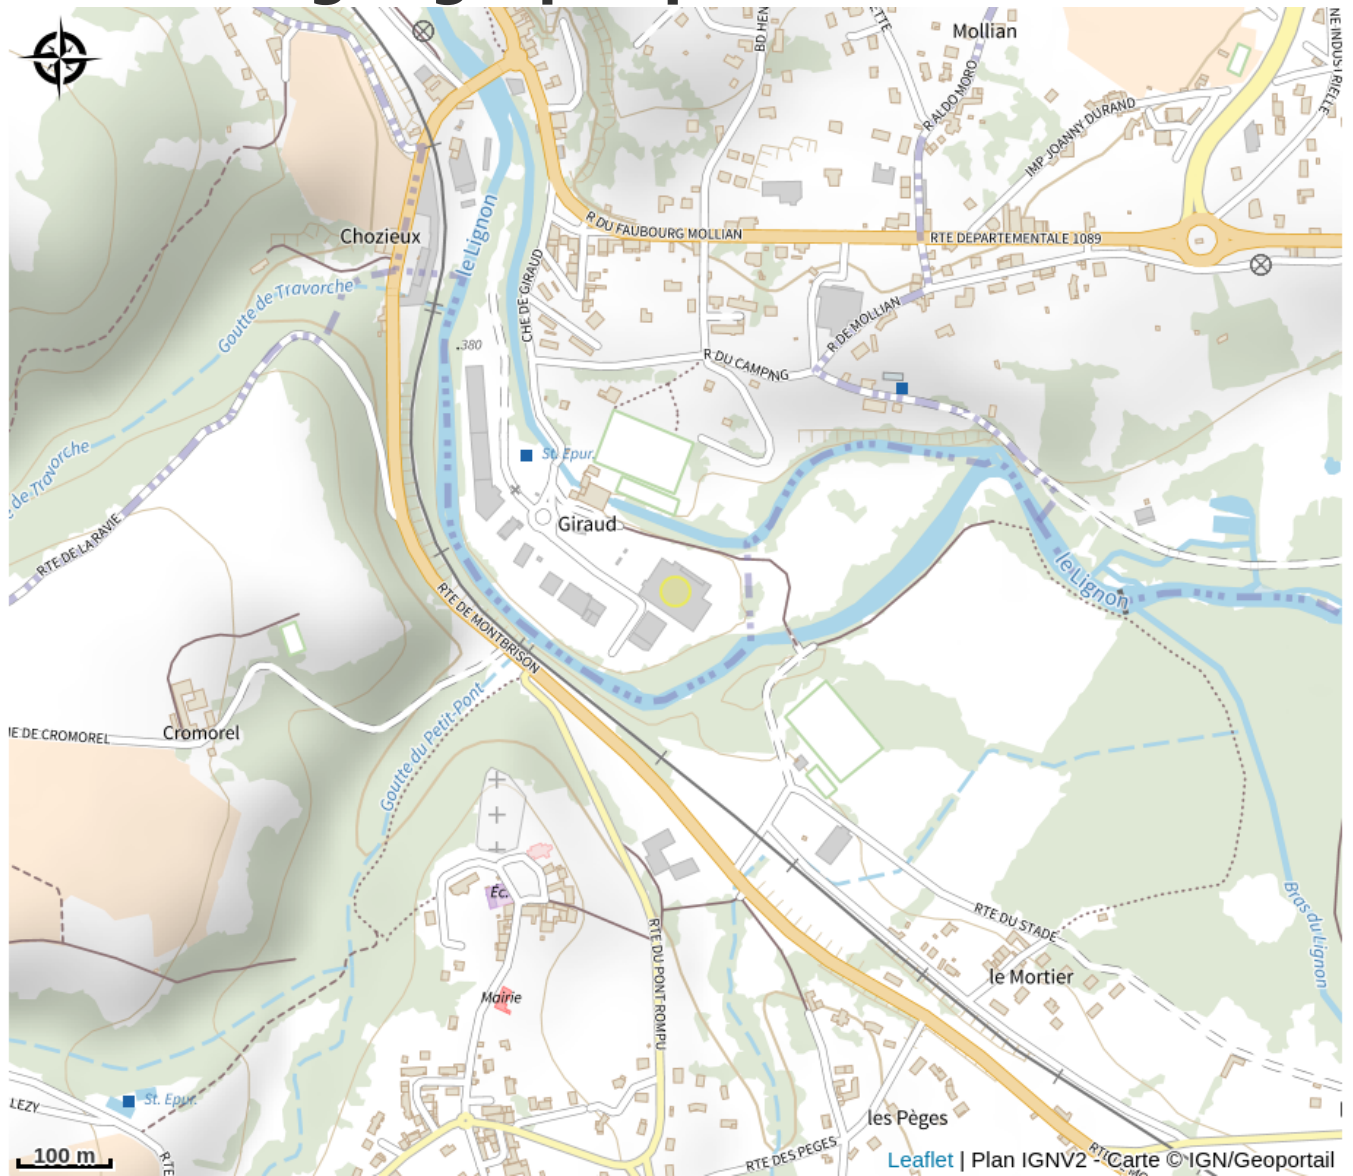 Mollian
BD HEN
ETTE
NE INDUSTRIELLE
R ALDO MORO
IMP JOANNY DURAND
R DU FAUBOURG MOLLIAN
RTE DEPARTEMENTALE 1089
Chozieux
le Lignon
CHE DE GIRAUD
Goutte de Travorche
.380
R DE MOLLIAN
R DU CAMPING
de Travorche
St. Epur.
RTE DE LA RAVIE
Giraud
le Lignon
RTE DE MONTBRISON
Goutte du Petit-Pont
Cromorel
IE DE CROMOREL
Éc.
RTE DU STADE
Bras du Lignon
RTE DU PONT ROMPU
le Mortier
Mairie
St. Epur.
LEZY
RTE
les Pèges
RTE DES PEGES
100 m
Leaflet | Plan IGNV2 - Carte © IGN/Geoportail